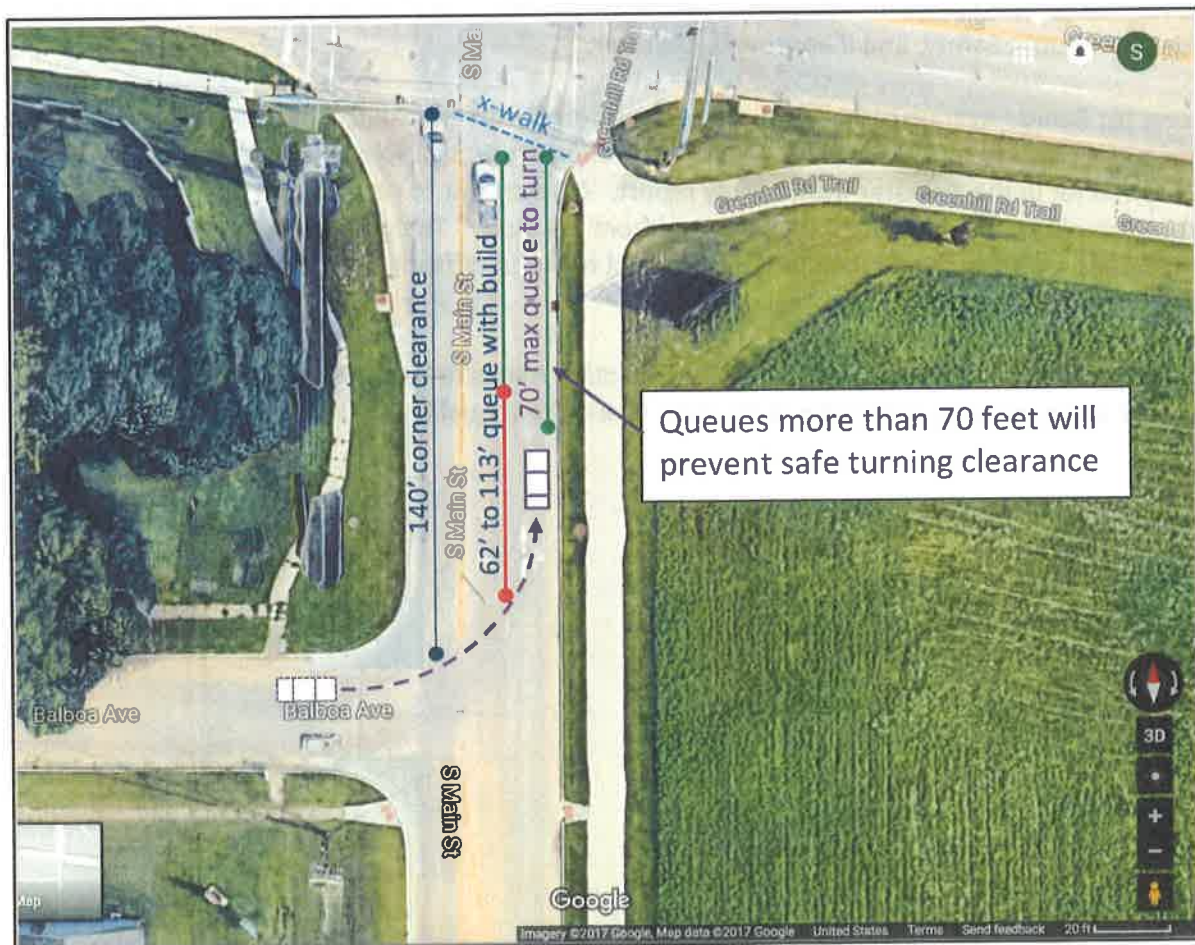 S Ma
x-walk
Greenhill Rd Tra
S
Greenhill Rd Trail
Greenhill Rd Trail
140' corner clearance
S Main St
S Main St
62' to 113' queue with build
70' max queue to turn
Queues more than 70 feet will
prevent safe turning clearance
Balboa Ave
Balboa Ave
S Main St
3D
+
−
Map
Google
Imagery ©2017 Google, Map data ©2017 Google United States Terms Send feedback 20 ft